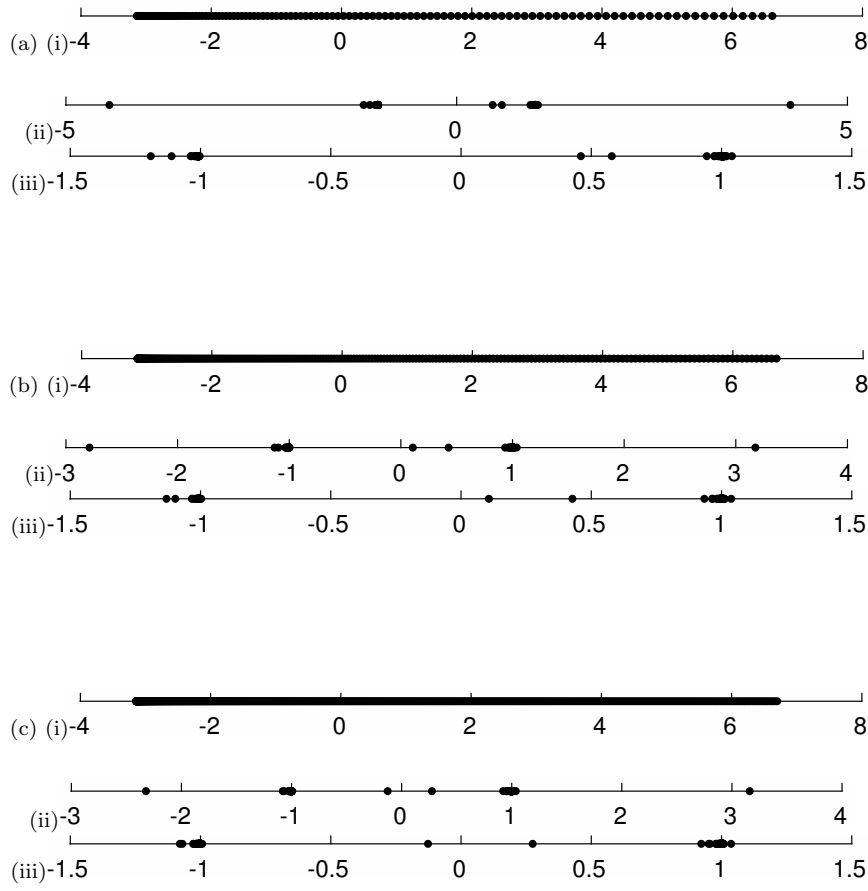 (a) (i) -4 -2 0 2 4 6 8
(ii) -5 0 5
(iii) -1.5 -1 -0.5 0 0.5 1 1.5
(b) (i) -4 -2 0 2 4 6 8
(ii) -3 -2 -1 0 1 2 3 4
(iii) -1.5 -1 -0.5 0 0.5 1 1.5
(c) (i) -4 -2 0 2 4 6 8
(ii) -3 -2 -1 0 1 2 3 4
(iii) -1.5 -1 -0.5 0 0.5 1 1.5